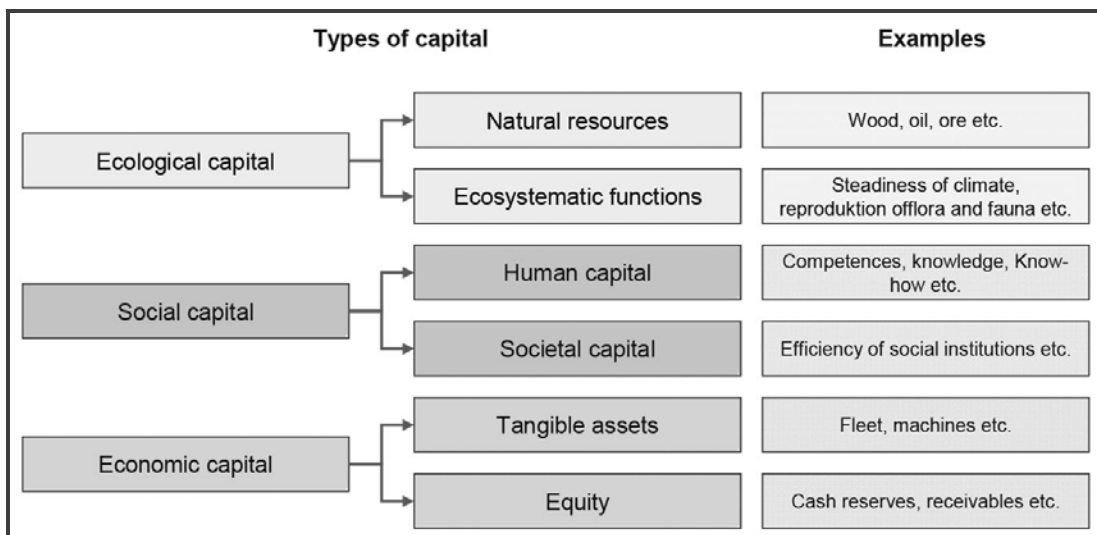 Types of capital
Examples
Ecological capital
Natural resources
Wood, oil, ore etc.
Ecosystematic functions
Steadiness of climate,
reproduktion offlora and fauna etc.
Social capital
Human capital
Competences, knowledge, Know-
how etc.
Societal capital
Efficiency of social institutions etc.
Economic capital
Tangible assets
Fleet, machines etc.
Equity
Cash reserves, receivables etc.